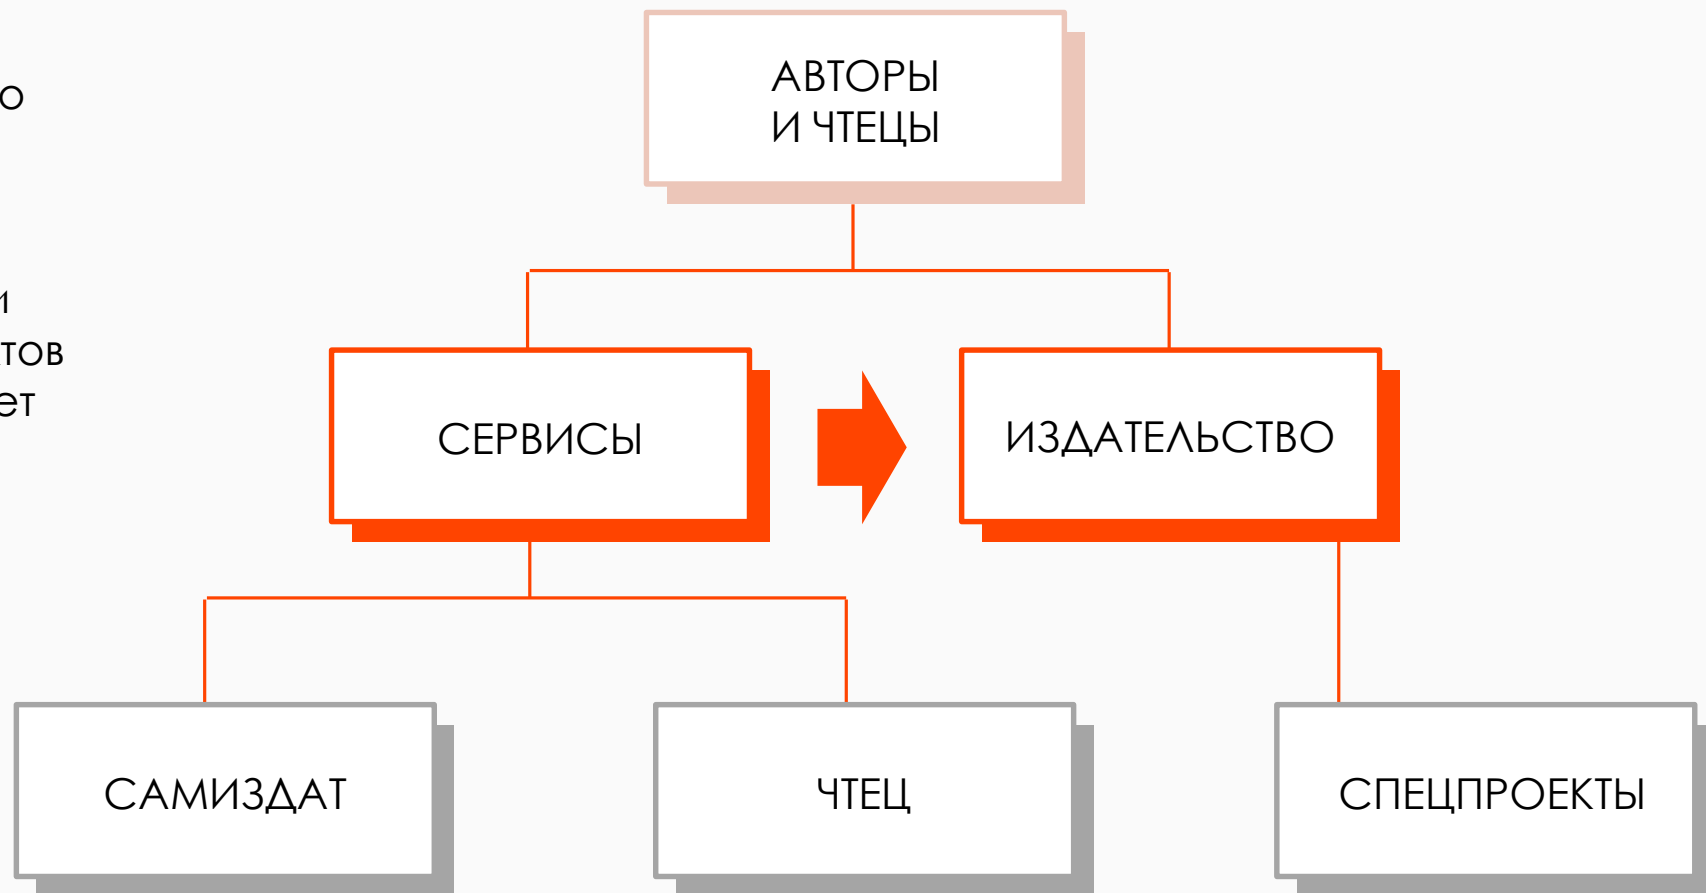 АВТОРЫ
И ЧТЕЦЫ
СЕРВИСЫ
ИЗДАТЕЛЬСТВО
САМИЗДАТ
ЧТЕЦ
СПЕЦПРОЕКТЫ